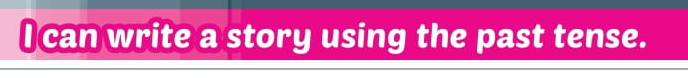 I can write a story using the past tense.